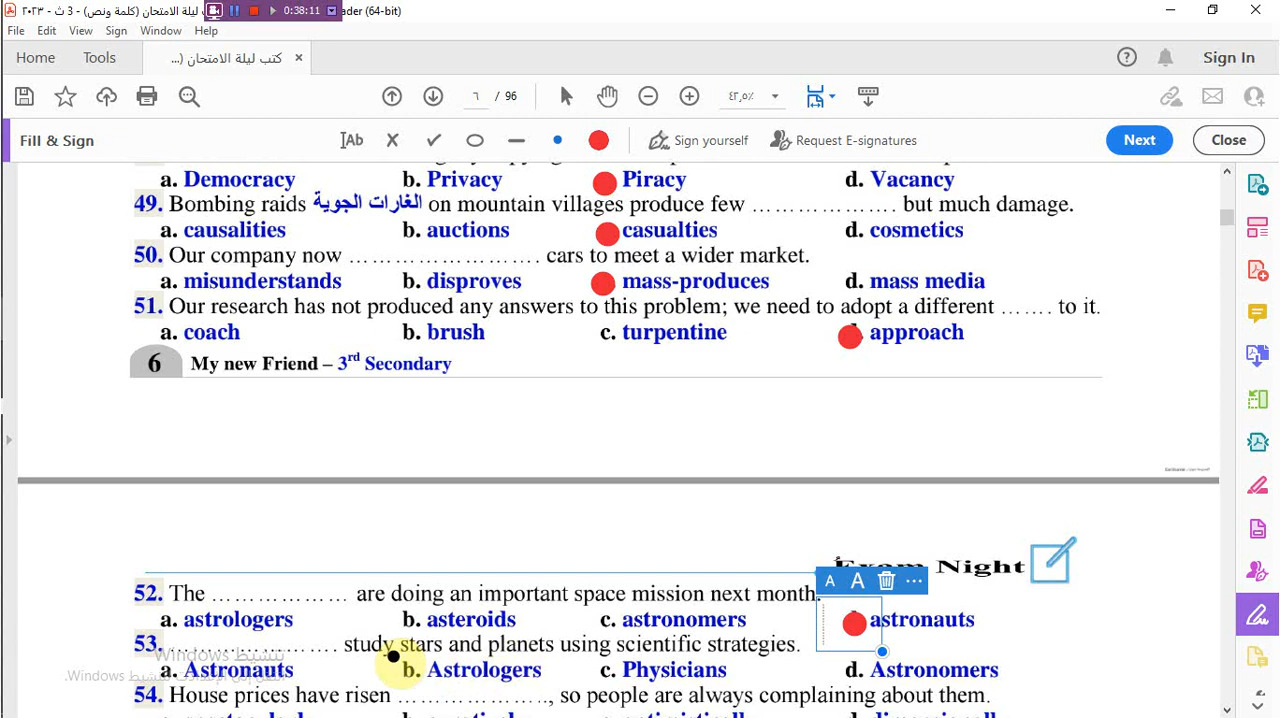 كتب ليلة الامتحان (كلمة ونص) - 3 ث - ٢٠٢٣
0:38:11
ader (64-bit)
File Edit View Sign Window Help
Home Tools كتب ليلة الامتحان (... × Sign In
٦ / 96 ٤٢٫٥٪
Fill & Sign Ab Sign yourself Request E-signatures Next Close
a. Democracy b. Privacy Piracy d. Vacancy
49. Bombing raids الغارات الجوية on mountain villages produce few ………………. but much damage.
a. causalities b. auctions casualties d. cosmetics
50. Our company now ……………………. cars to meet a wider market.
a. misunderstands b. disproves mass-produces d. mass media
51. Our research has not produced any answers to this problem; we need to adopt a different ……. to it.
a. coach b. brush c. turpentine approach
6 My new Friend – 3rd Secondary
Exam Night
A A ...
52. The ……………… are doing an important space mission next month.
a. astrologers b. asteroids c. astronomers astronauts
53. ………………. study stars and planets using scientific strategies.
تنشيط Windows
a. Astronauts b. Astrologers c. Physicians d. Astronomers
54. House prices have risen ………………., so people are always complaining about them.